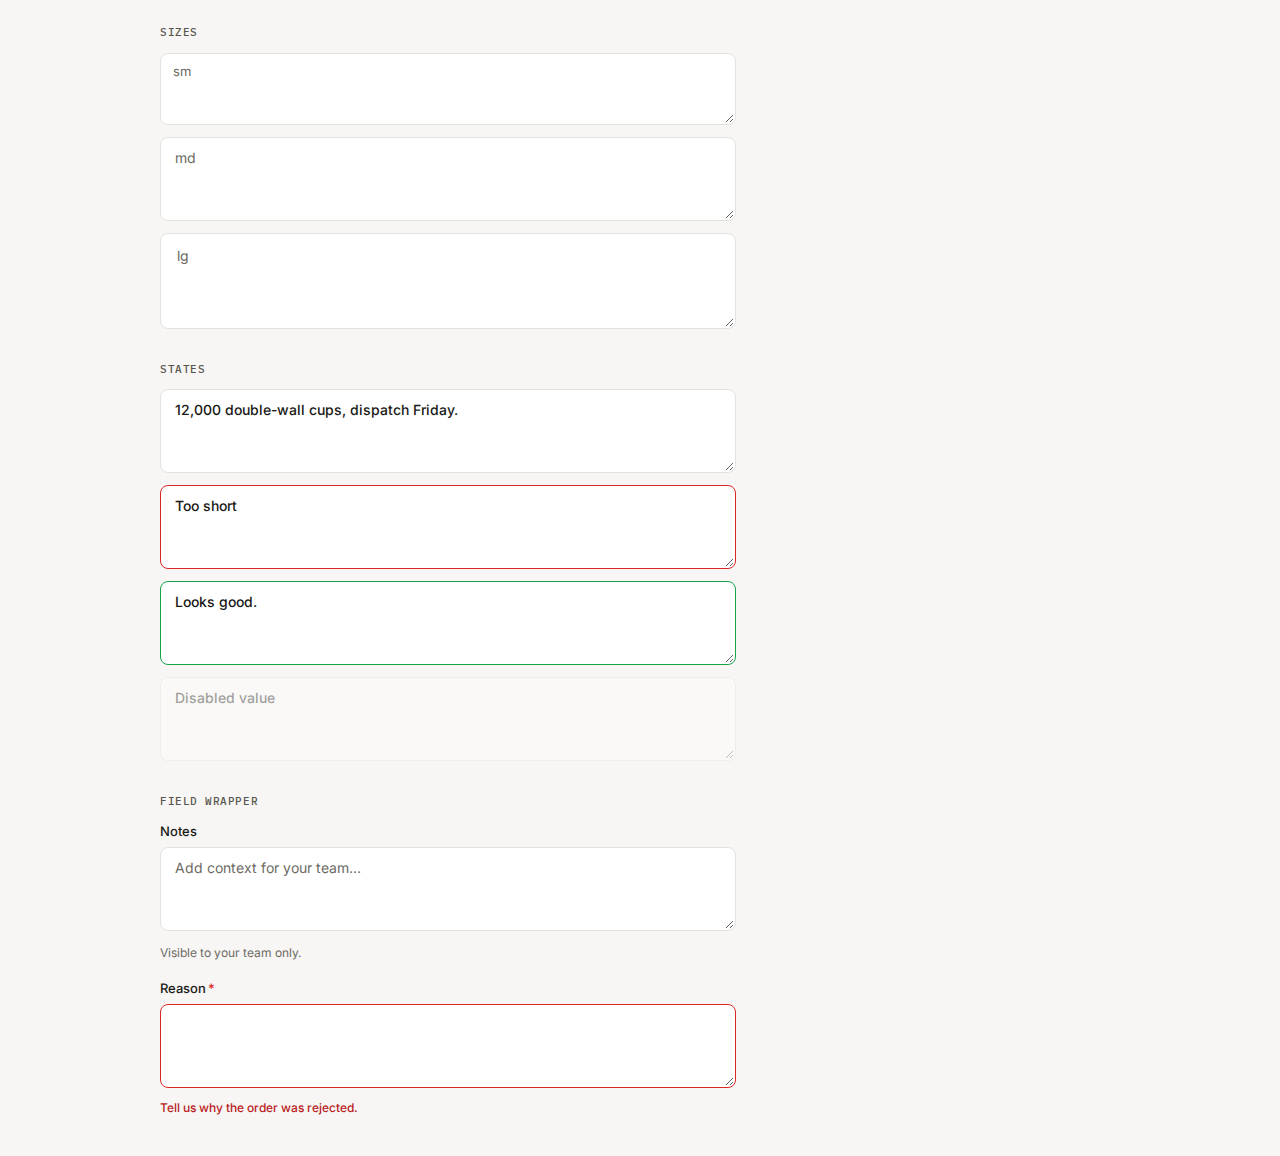 SIZES
sm
md
lg
STATES
12,000 double-wall cups, dispatch Friday.
Too short
Looks good.
Disabled value
FIELD WRAPPER
Notes
Add context for your team...
Visible to your team only.
Reason *
Tell us why the order was rejected.